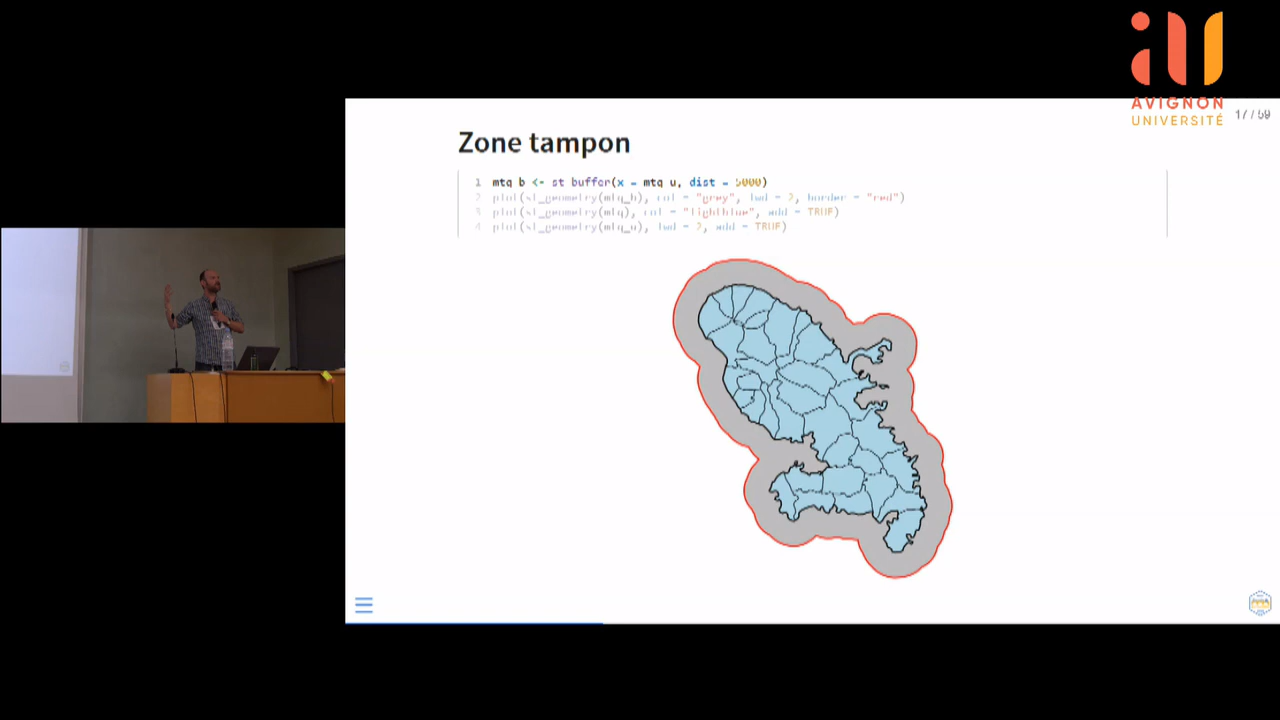 AVIGNON
UNIVERSITÉ
17 / 59
Zone tampon
1 mtq_b <- st_buffer(x = mtq_u, dist = 5000)
2 plot(st_geometry(mtq_b), col = "grey", lwd = 2, border = "red")
3 plot(st_geometry(mtq), col = "lightblue", add = TRUE)
4 plot(st_geometry(mtq_u), lwd = 2, add = TRUE)